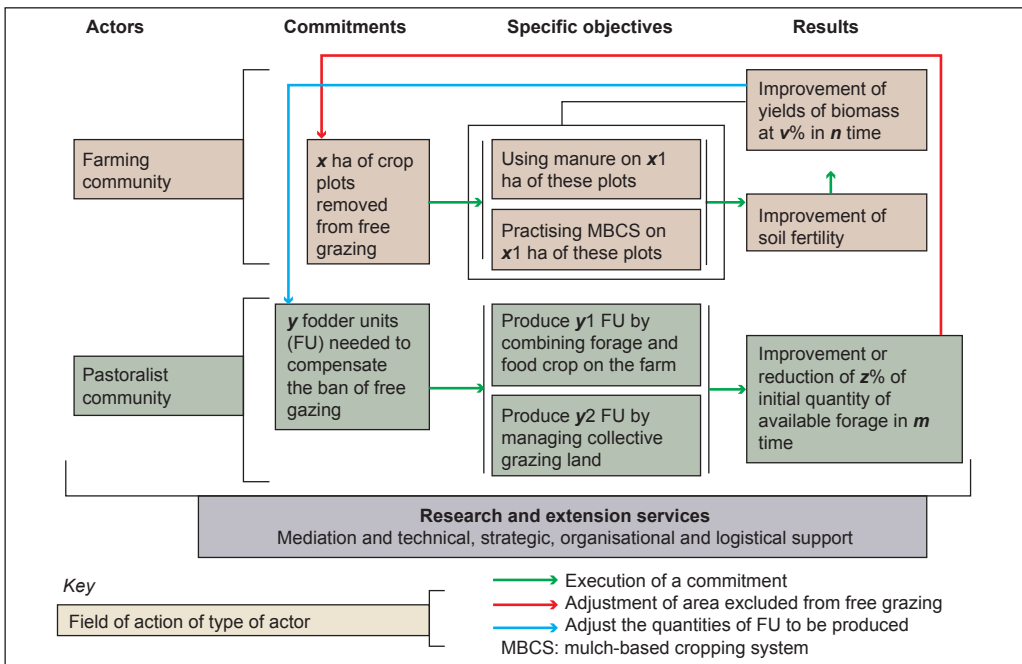 Actors Commitments Specific objectives Results
Farming
community
x ha of crop
plots
removed
from free
grazing
Using manure on x1
ha of these plots
Practising MBCS on
x1 ha of these plots
Improvement of
yields of biomass
at v% in n time
Improvement of
soil fertility
Pastoralist
community
y fodder units
(FU) needed to
compensate
the ban of free
gazing
Produce y1 FU by
combining forage and
food crop on the farm
Produce y2 FU by
managing collective
grazing land
Improvement or
reduction of z% of
initial quantity of
available forage in m
time
Research and extension services
Mediation and technical, strategic, organisational and logistical support
Key
Field of action of type of actor
Execution of a commitment
Adjustment of area excluded from free grazing
Adjust the quantities of FU to be produced
MBCS: mulch-based cropping system